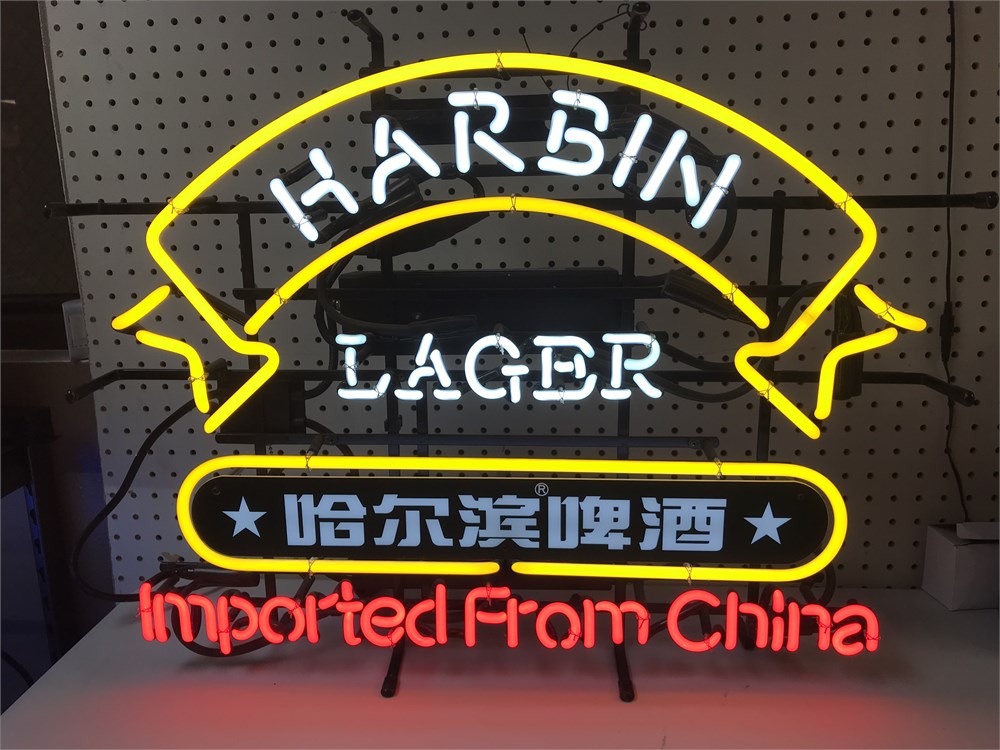 HARBIN
LAGER
★哈尔滨®啤酒★
Imported From China